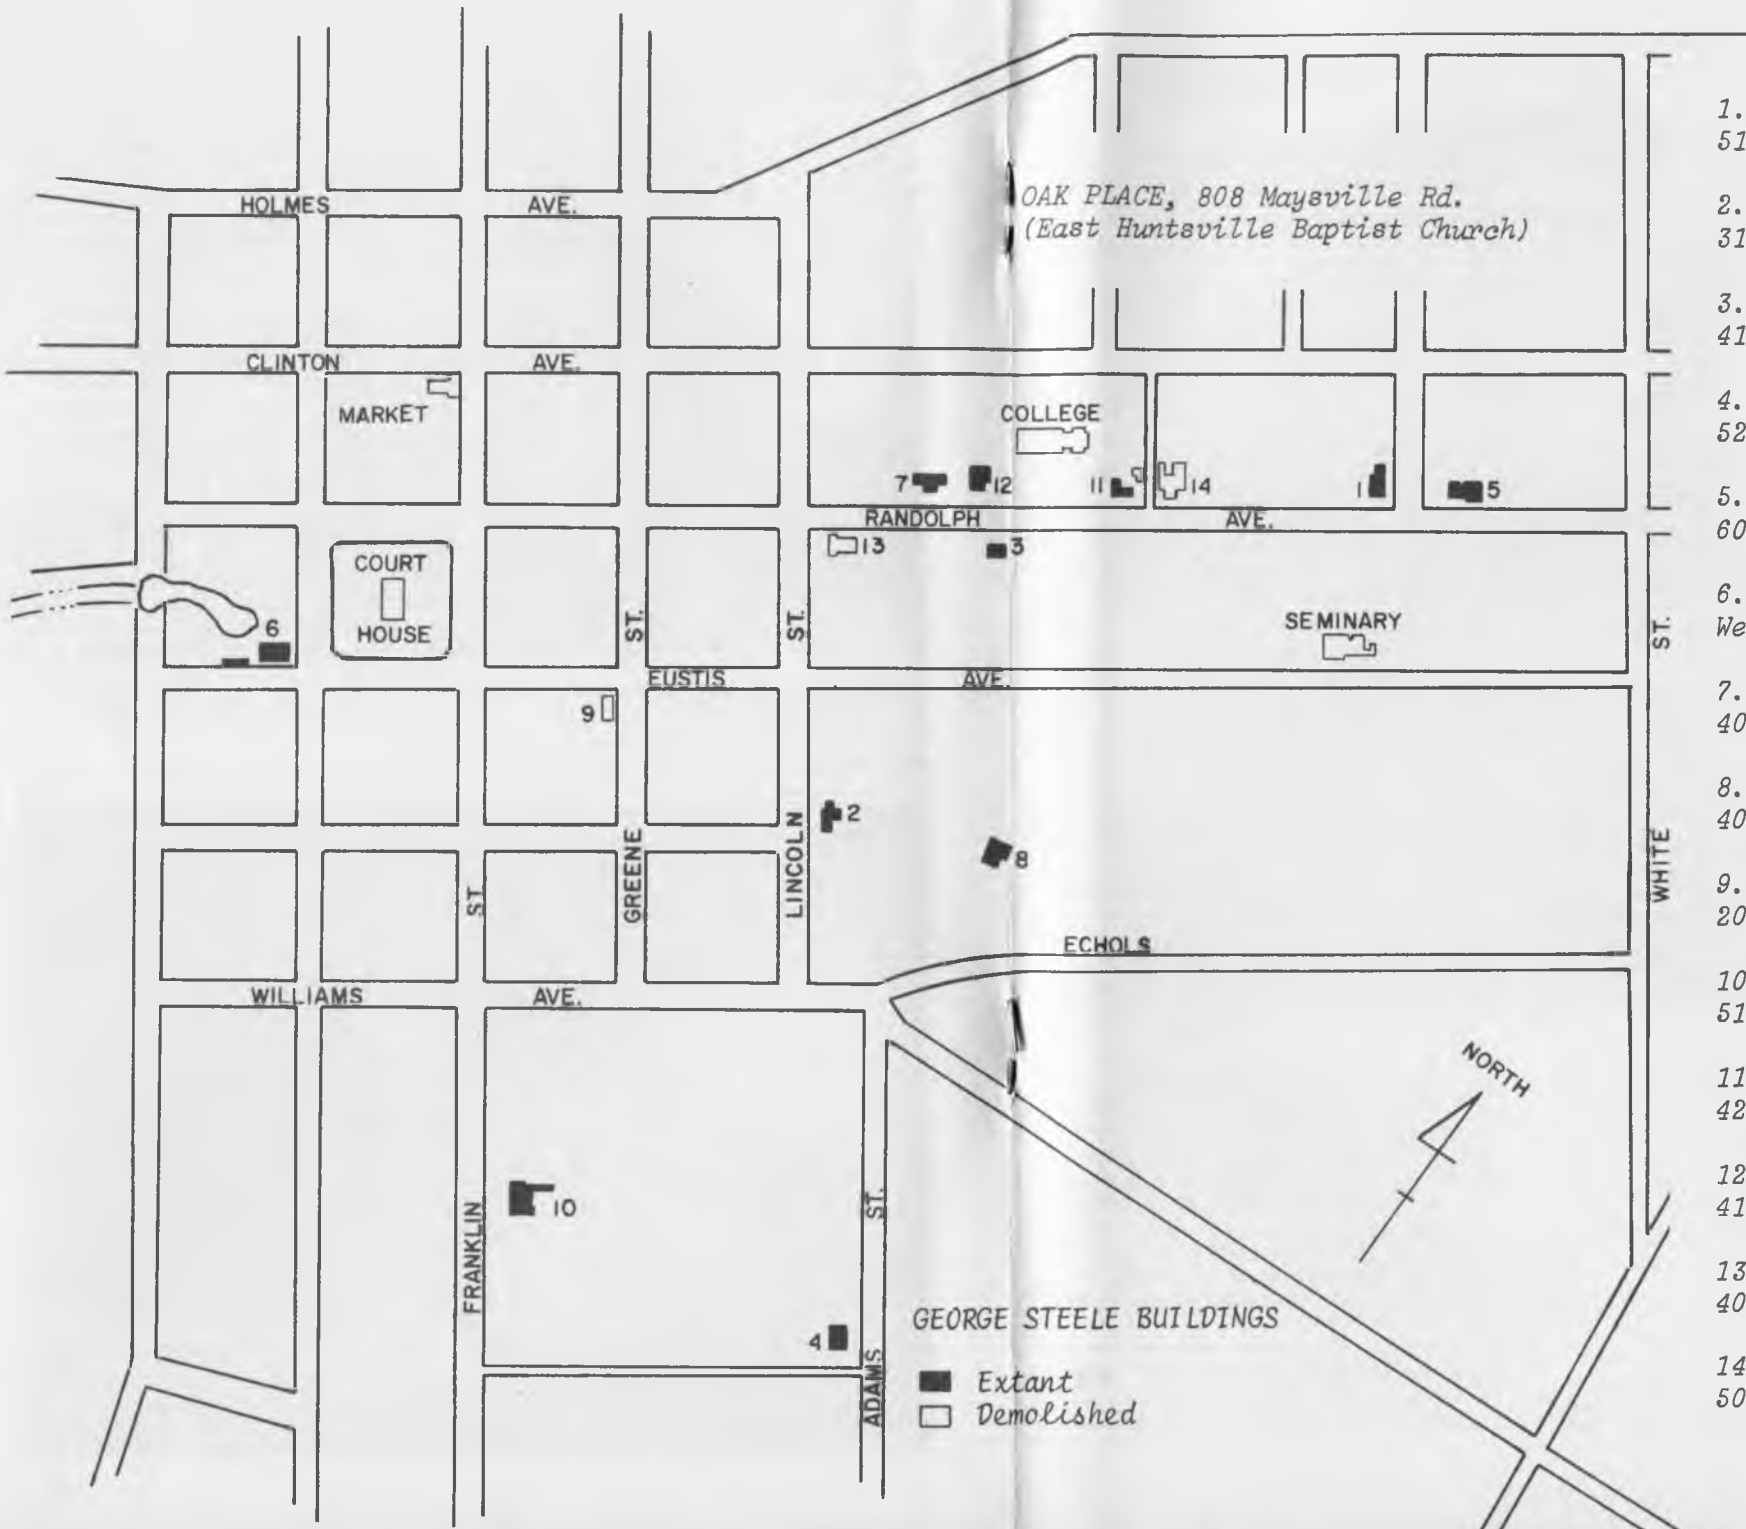 HOLMES AVE.
OAK PLACE, 808 Maysville Rd.
(East Huntsville Baptist Church)
CLINTON AVE.
MARKET
COLLEGE
7
12
11
14
1
5
RANDOLPH AVE.
13
3
COURT
HOUSE
6
ST.
ST.
SEMINARY
ST.
EUSTIS AVE.
9
2
8
GREENE
LINCOLN
WHITE
ST.
ECHOLS
WILLIAMS AVE.
NORTH
10
FRANKLIN
ST.
4
ADAMS
GEORGE STEELE BUILDINGS
Extant
Demolished
1.
51
2.
31
3.
41
4.
52
5.
60
6.
We
7.
40
8.
40
9.
20
10
51
11
42
12
41
13
40
14
50